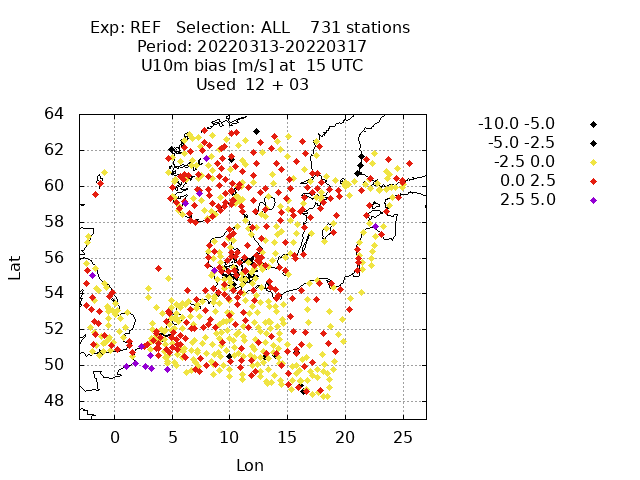 Exp: REF   Selection: ALL    731 stations
Period: 20220313-20220317
U10m bias [m/s] at  15 UTC
Used  12 + 03
-10.0 -5.0
-5.0 -2.5
-2.5 0.0
0.0 2.5
2.5 5.0
64
62
60
58
56
54
52
50
48
Lat
0 5 10 15 20 25
Lon